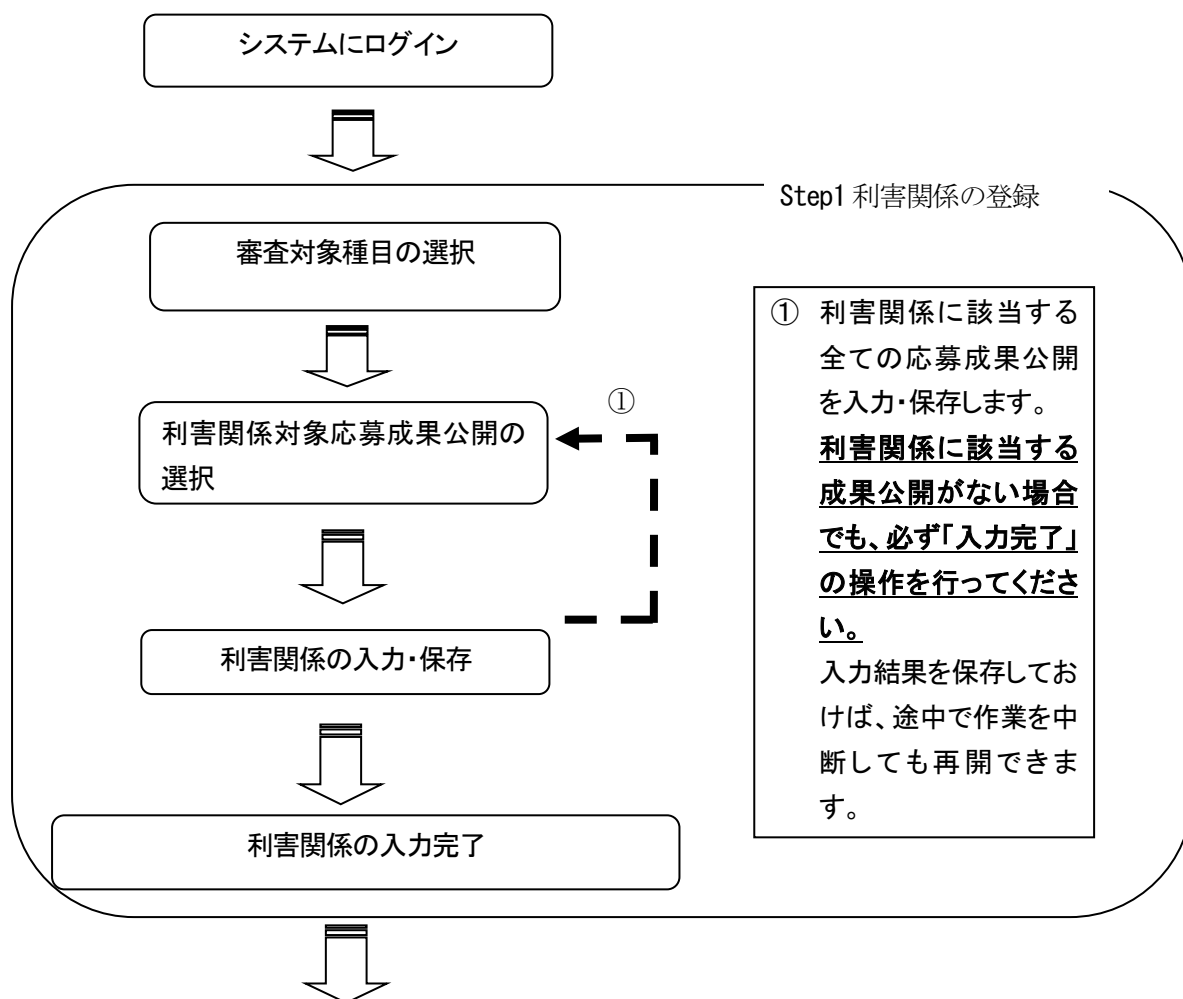 システムにログイン
Step1 利害関係の登録
審査対象種目の選択
利害関係対象応募成果公開の
選択
①
利害関係の入力・保存
利害関係の入力完了
① 利害関係に該当する
全ての応募成果公開
を入力・保存します。
利害関係に該当する
成果公開がない場合
でも、必ず「入力完了」
の操作を行ってくださ
い。
入力結果を保存してお
けば、途中で作業を中
断しても再開できま
す。